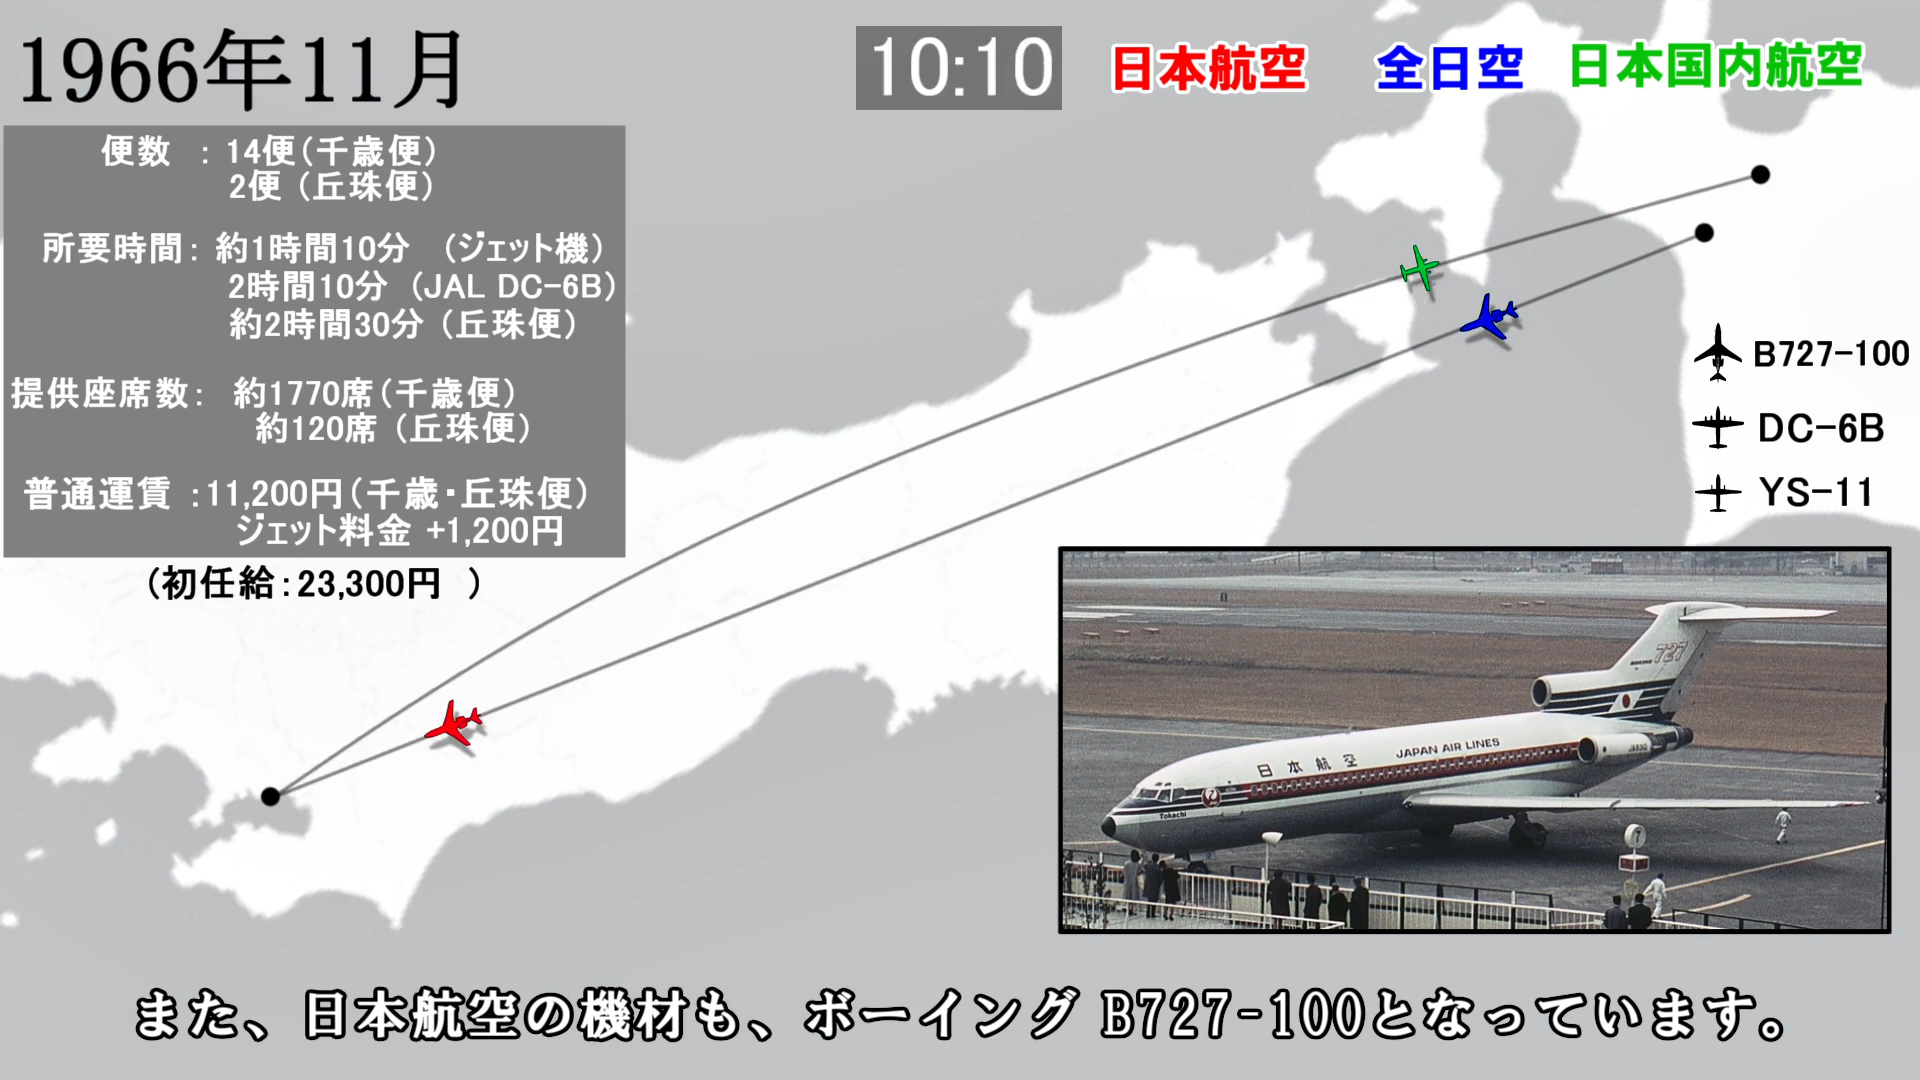 1966年11月
10:10
日本航空
全日空
日本国内航空
便数 : 14便(千歳便)
2便 (丘珠便)
所要時間: 約1時間10分 (ジェット機)
2時間10分 (JAL DC-6B)
約2時間30分 (丘珠便)
提供座席数: 約1770席(千歳便)
約120席 (丘珠便)
普通運賃 :11,200円(千歳・丘珠便)
ジェット料金 +1,200円
(初任給:23,300円 )
B727-100
DC-6B
YS-11
BOEING 727
日本航空 JAPAN AIR LINES
Tokachi
また、日本航空の機材も、ボーイング B727-100となっています。